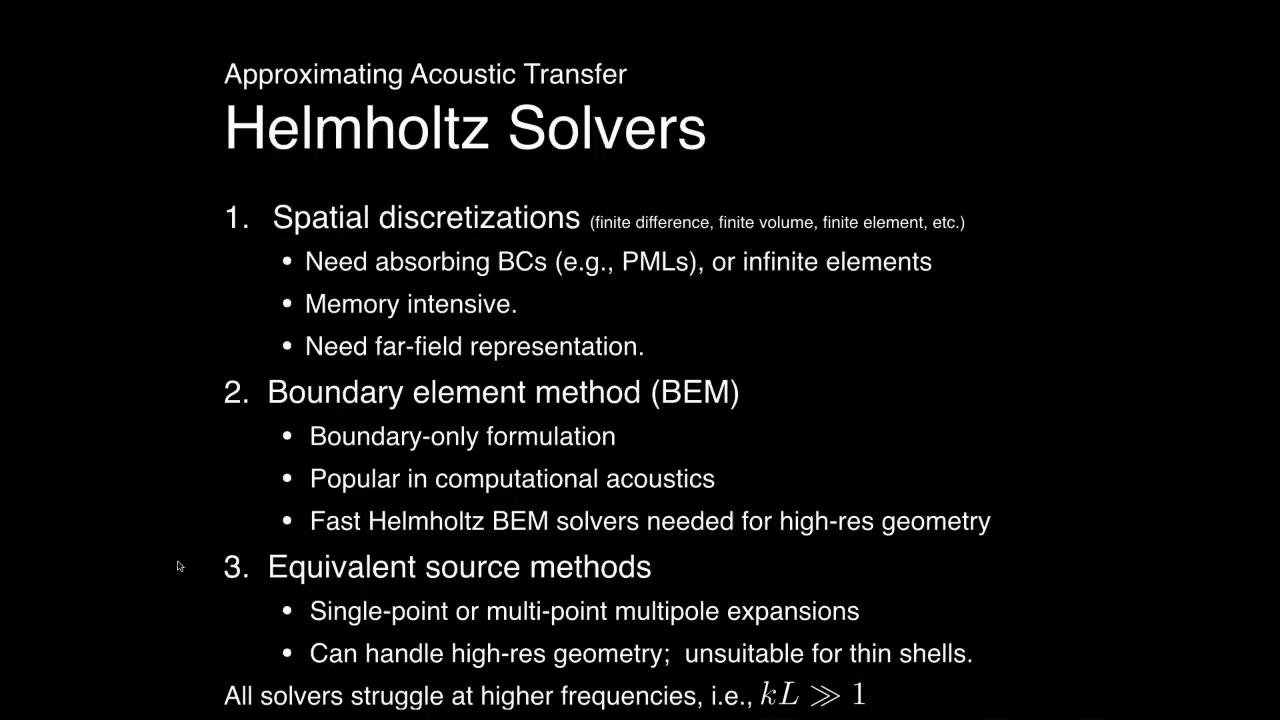 Approximating Acoustic Transfer
Helmholtz Solvers
1. Spatial discretizations (finite difference, finite volume, finite element, etc.)
• Need absorbing BCs (e.g., PMLs), or infinite elements
• Memory intensive.
• Need far-field representation.
2. Boundary element method (BEM)
• Boundary-only formulation
• Popular in computational acoustics
• Fast Helmholtz BEM solvers needed for high-res geometry
3. Equivalent source methods
• Single-point or multi-point multipole expansions
• Can handle high-res geometry; unsuitable for thin shells.
All solvers struggle at higher frequencies, i.e., kL ≫ 1